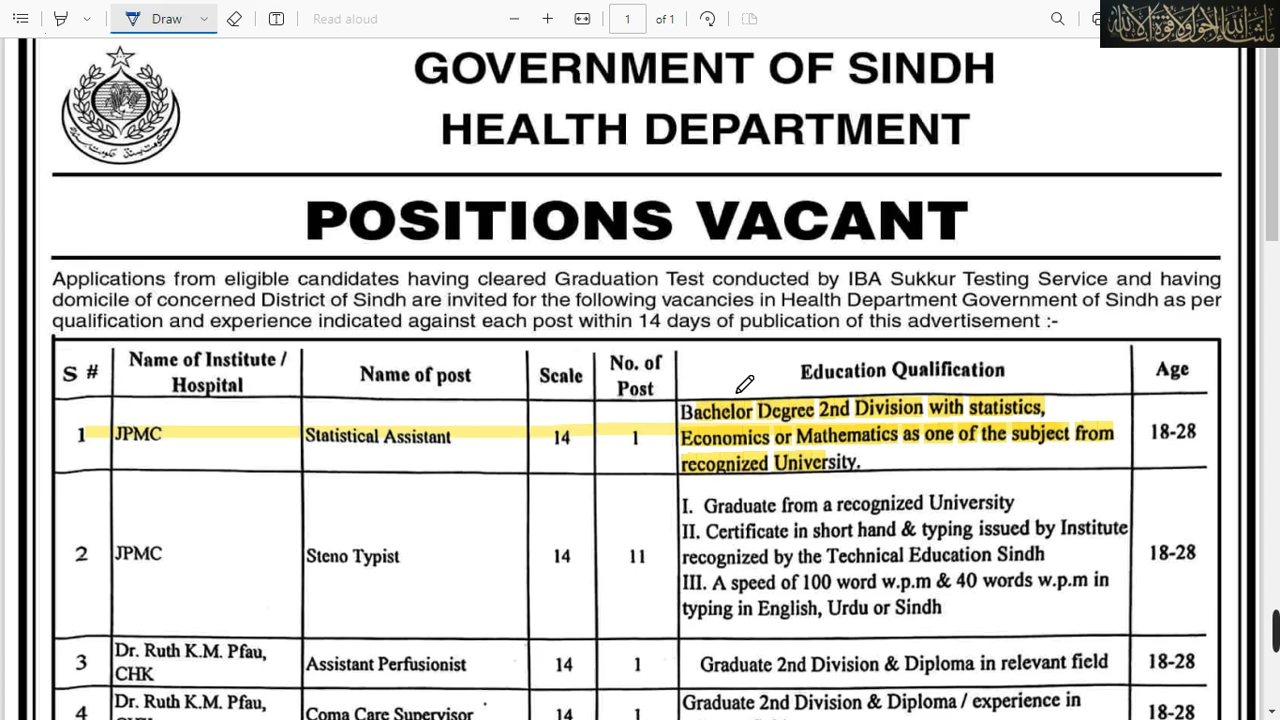 Draw
Read aloud
1 of 1
ماشاءالله لاحول ولا قوة الا بالله
GOVERNMENT OF SINDH
HEALTH DEPARTMENT
POSITIONS VACANT
Applications from eligible candidates having cleared Graduation Test conducted by IBA Sukkur Testing Service and having
domicile of concerned District of Sindh are invited for the following vacancies in Health Department Government of Sindh as per
qualification and experience indicated against each post within 14 days of publication of this advertisement :-
S # Name of Institute / Hospital Name of post Scale No. of Post Education Qualification Age
1 JPMC Statistical Assistant 14 1 Bachelor Degree 2nd Division with statistics,
Economics or Mathematics as one of the subject from
recognized University. 18-28
2 JPMC Steno Typist 14 11 I. Graduate from a recognized University
II. Certificate in short hand & typing issued by Institute
recognized by the Technical Education Sindh
III. A speed of 100 word w.p.m & 40 words w.p.m in
typing in English, Urdu or Sindh 18-28
3 Dr. Ruth K.M. Pfau, CHK Assistant Perfusionist 14 1 Graduate 2nd Division & Diploma in relevant field 18-28
4 Dr. Ruth K.M. Pfau, Coma Care Supervisor 14 1 Graduate 2nd Division & Diploma / experience in 18-28